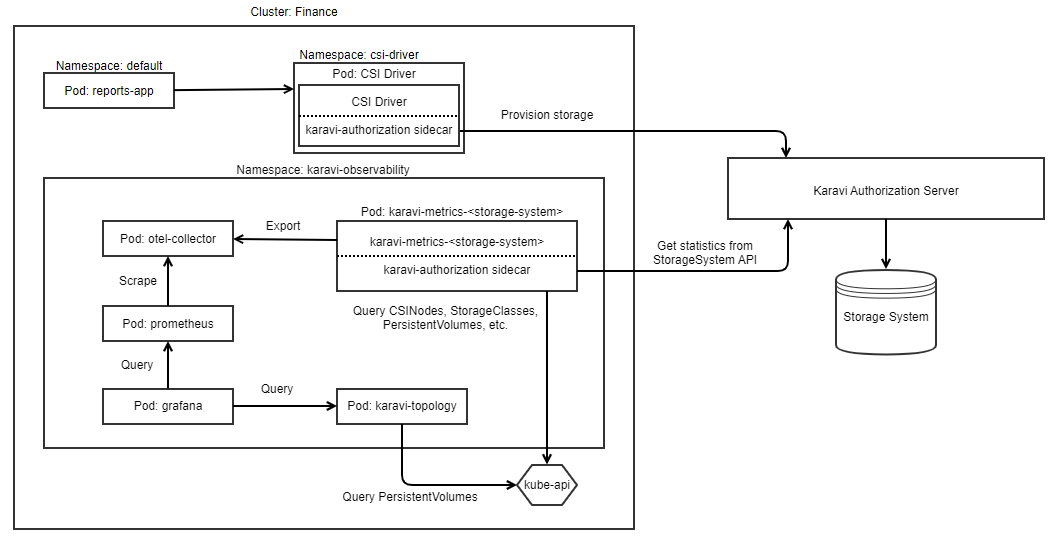 Cluster: Finance
Namespace: csi-driver
Namespace: default
Pod: CSI Driver
Pod: reports-app
CSI Driver
Provision storage
karavi-authorization sidecar
Namespace: karavi-observability
Karavi Authorization Server
Pod: karavi-metrics-<storage-system>
Export
Pod: otel-collector
karavi-metrics-<storage-system>
Get statistics from
StorageSystem API
karavi-authorization sidecar
Scrape
Query CSINodes, StorageClasses,
PersistentVolumes, etc.
Storage System
Pod: prometheus
Query
Query
Pod: grafana
Pod: karavi-topology
kube-api
Query PersistentVolumes